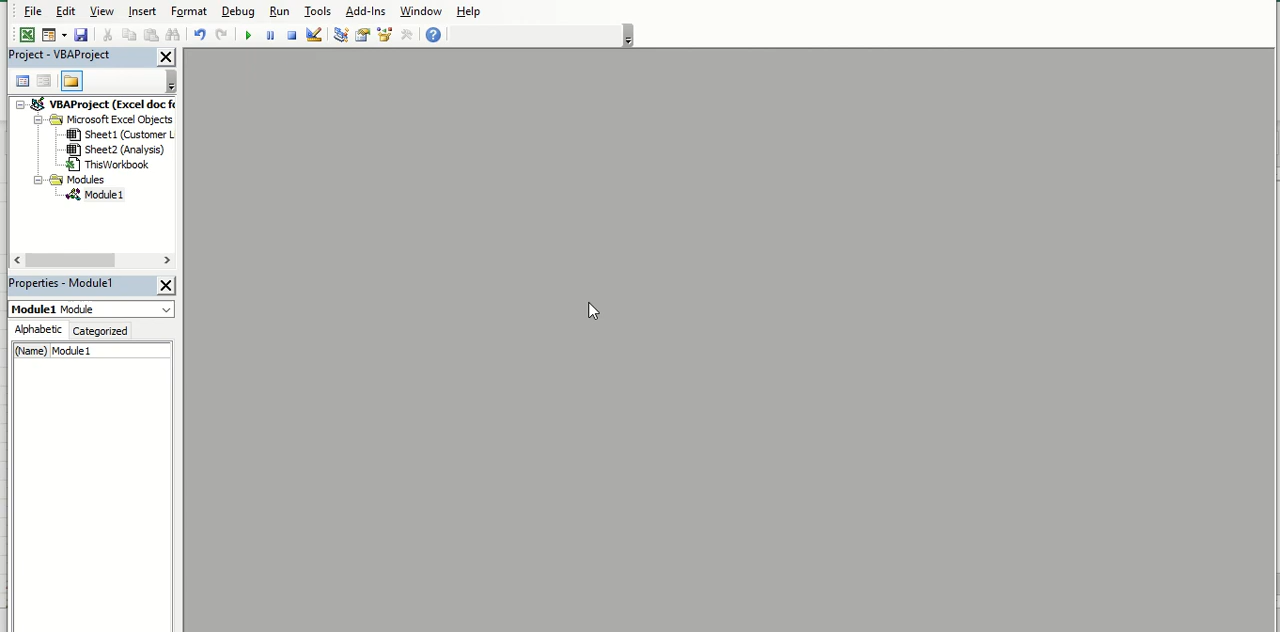 File Edit View Insert Format Debug Run Tools Add-Ins Window Help
Project - VBAProject
VBAProject (Excel doc fo
Microsoft Excel Objects
Sheet1 (Customer L
Sheet2 (Analysis)
ThisWorkbook
Modules
Module1
Properties - Module1
Module1 Module
Alphabetic Categorized
(Name) Module1